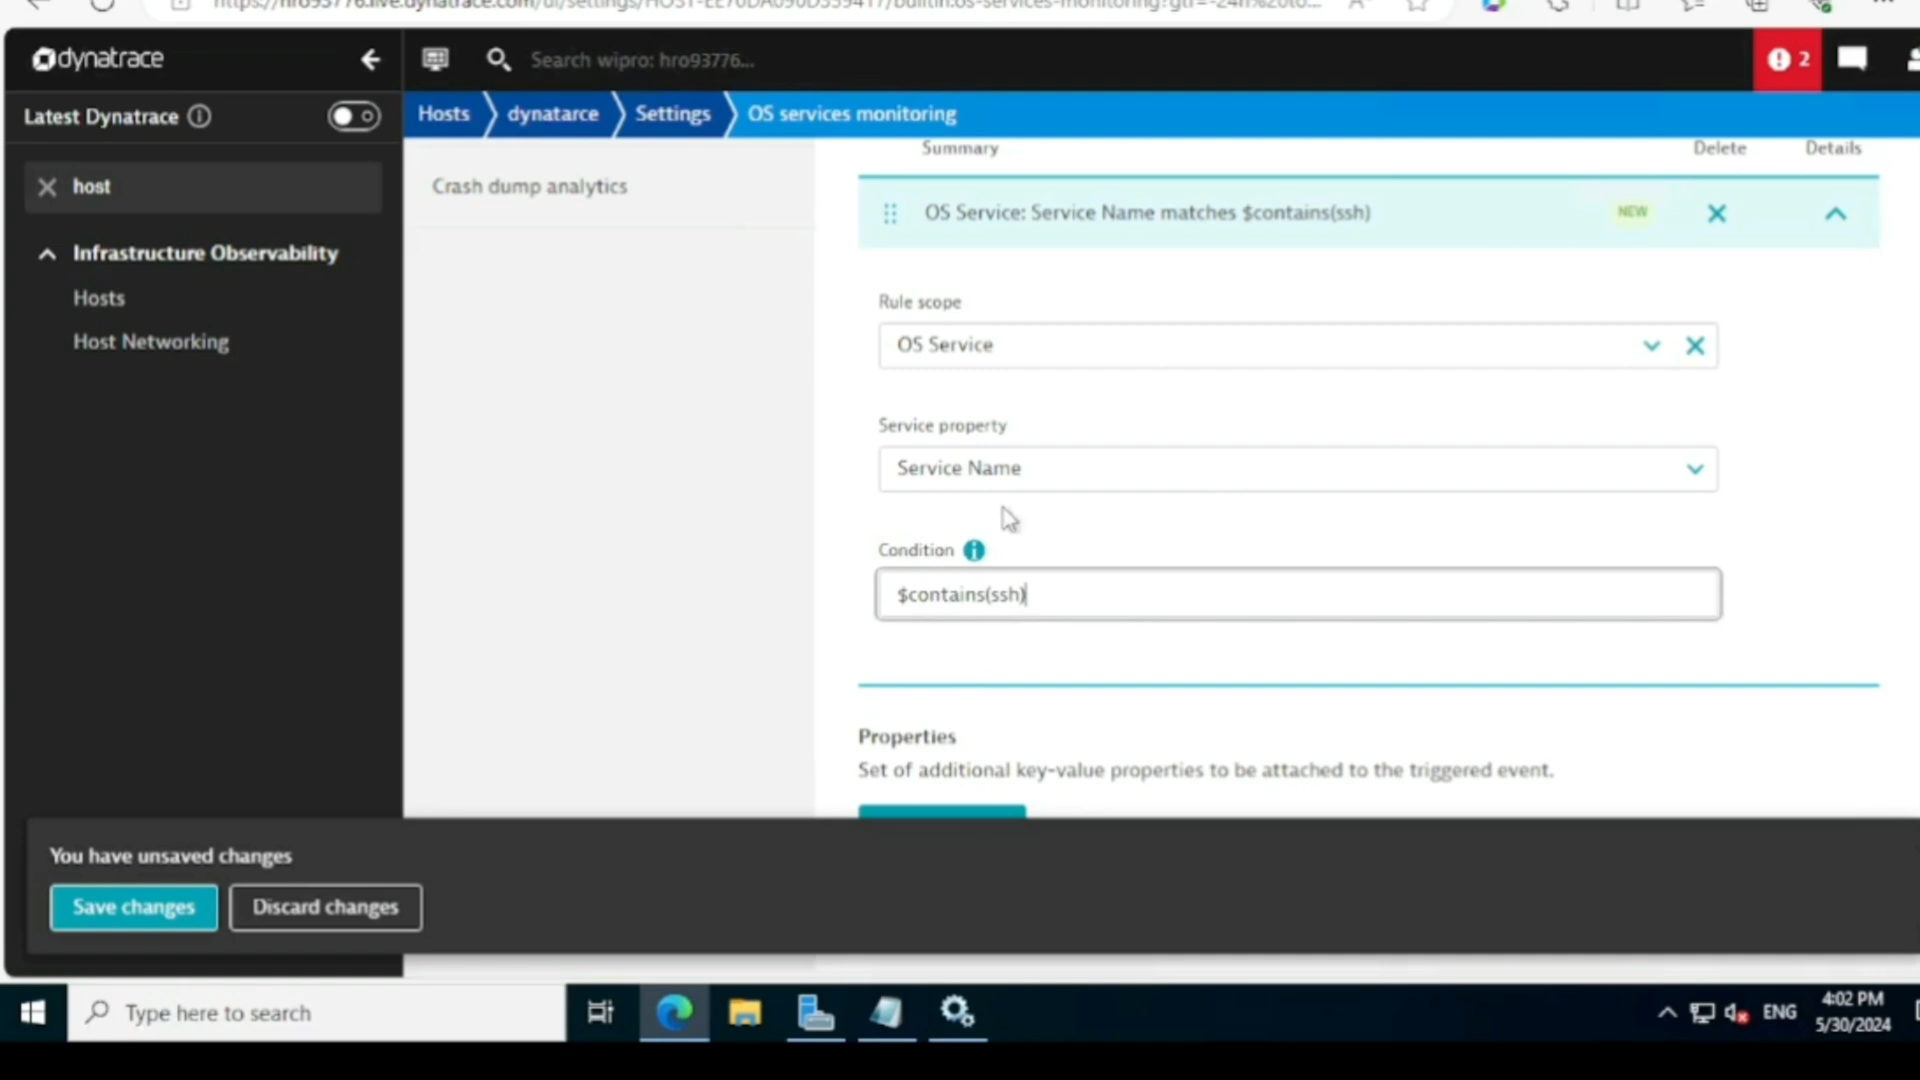 dynatrace
Search wipro: hro93776...
2
Latest Dynatrace
Hosts
dynatarce
Settings
OS services monitoring
host
Infrastructure Observability
Hosts
Host Networking
Crash dump analytics
Summary
Delete
Details
OS Service: Service Name matches $contains(ssh)
NEW
Rule scope
OS Service
Service property
Service Name
Condition
$contains(ssh)
Properties
Set of additional key-value properties to be attached to the triggered event.
You have unsaved changes
Save changes
Discard changes
Type here to search
ENG
4:02 PM
5/30/2024